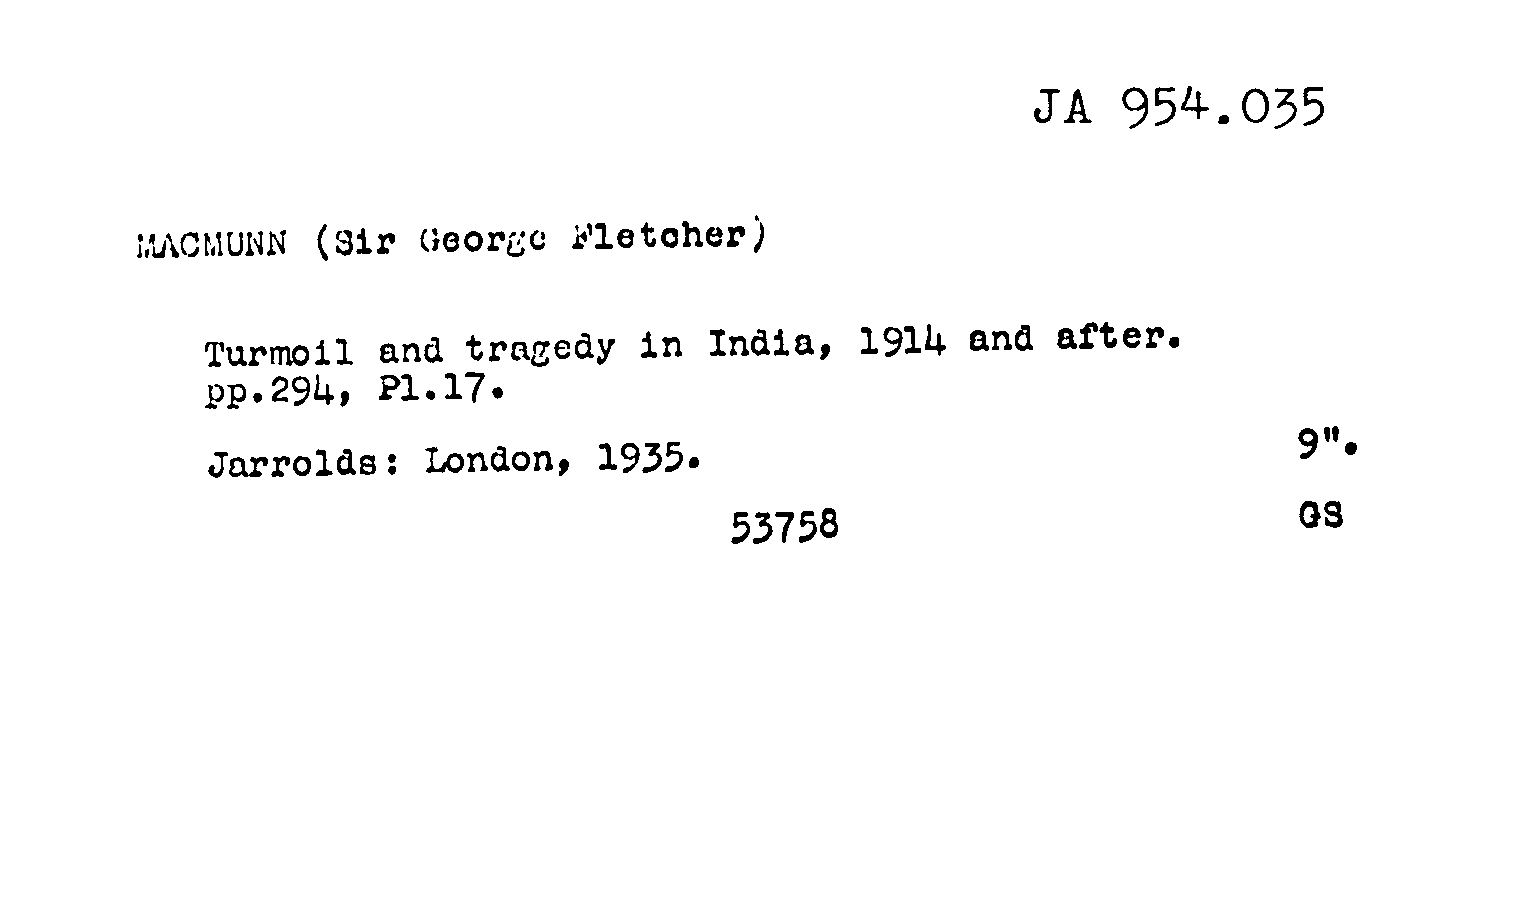 JA 954.035
MACMUNN (Sir George Fletcher)
Turmoil and tragedy in India, 1914 and after.
pp.294, Pl.17.
Jarrolds: London, 1935. 9".
53758 GS